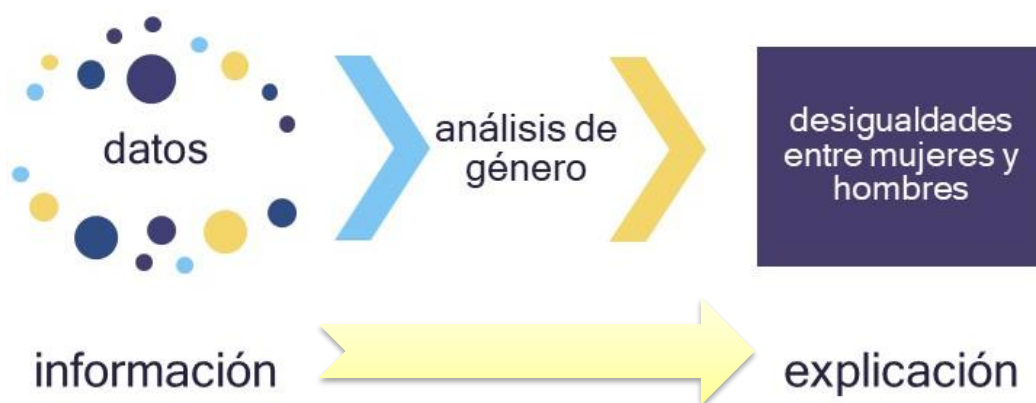 datos
análisis de
género
desigualdades
entre mujeres y
hombres
información
explicación